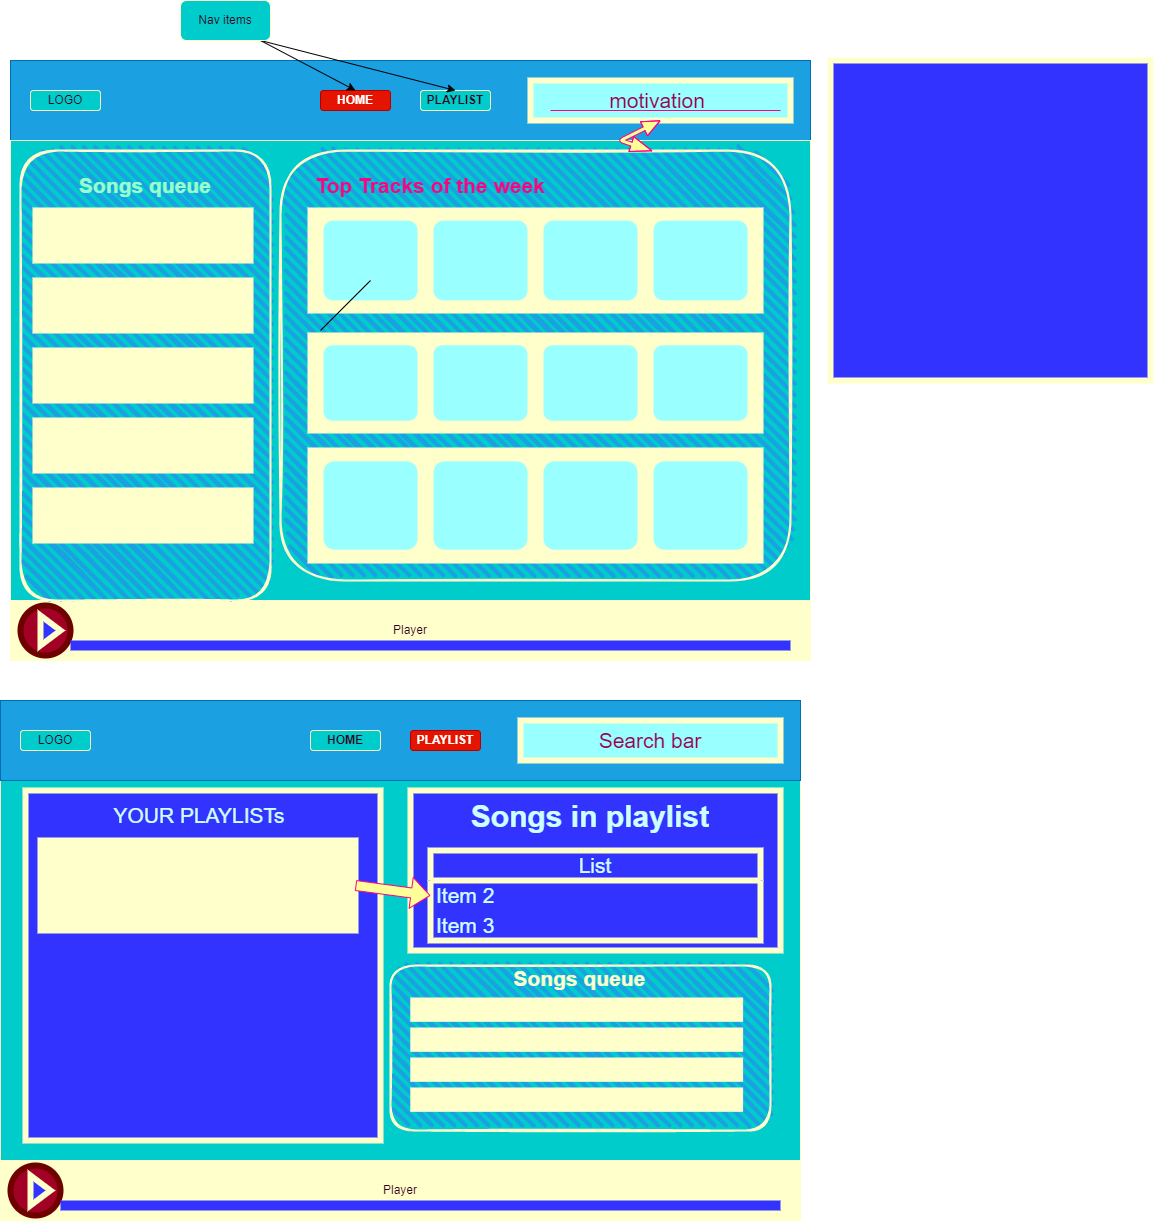 Nav items
LOGO
HOME
PLAYLIST
motivation
Songs queue
Top Tracks of the week
Player
LOGO
HOME
PLAYLIST
Search bar
YOUR PLAYLISTs
Songs in playlist
List
Item 2
Item 3
Songs queue
Player